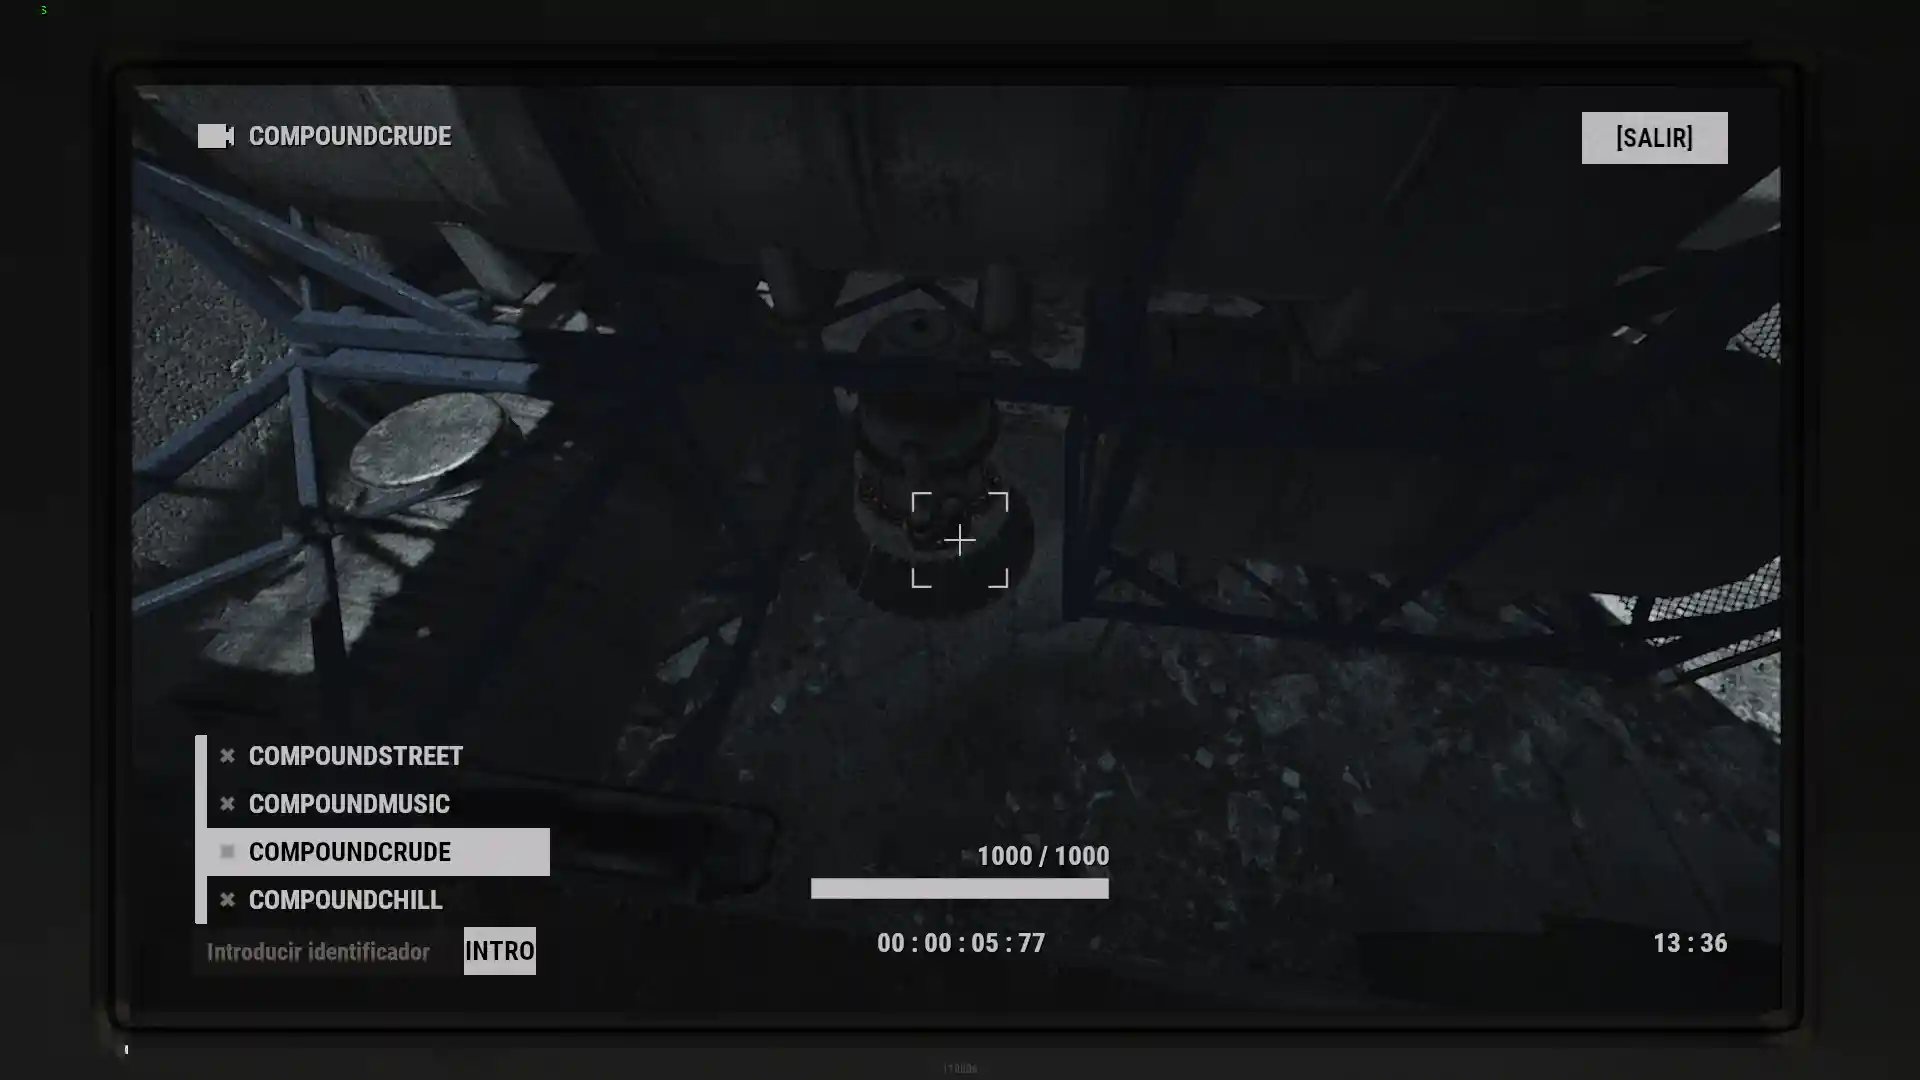 S
COMPOUNDCRUDE
[SALIR]
COMPOUNDSTREET
COMPOUNDMUSIC
COMPOUNDCRUDE
COMPOUNDCHILL
Introducir identificador INTRO
1000 / 1000
00 : 00 : 05 : 77
13 : 36